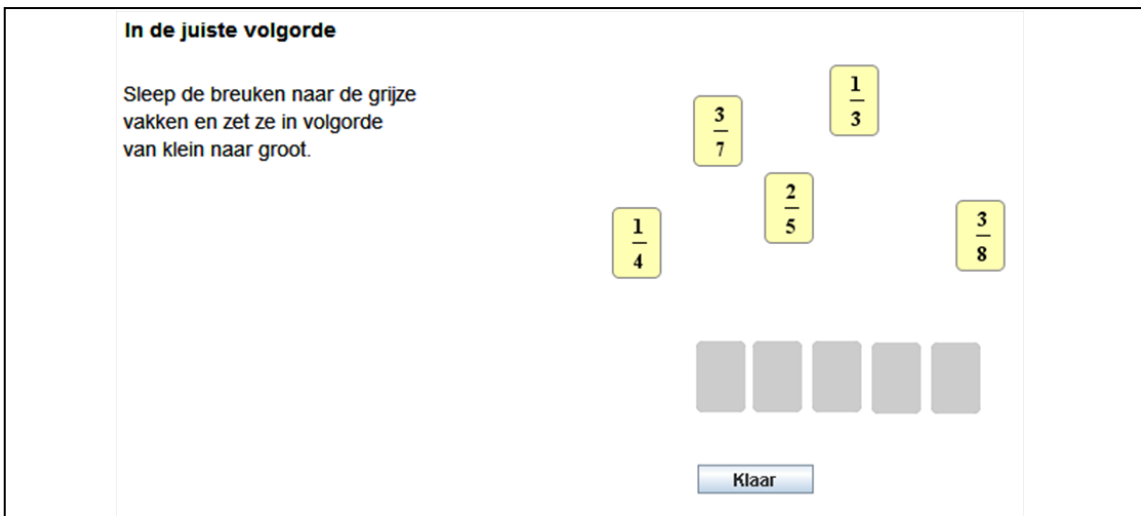 In de juiste volgorde
Sleep de breuken naar de grijze
vakken en zet ze in volgorde
van klein naar groot.
3/7
1/3
2/5
1/4
3/8
Klaar